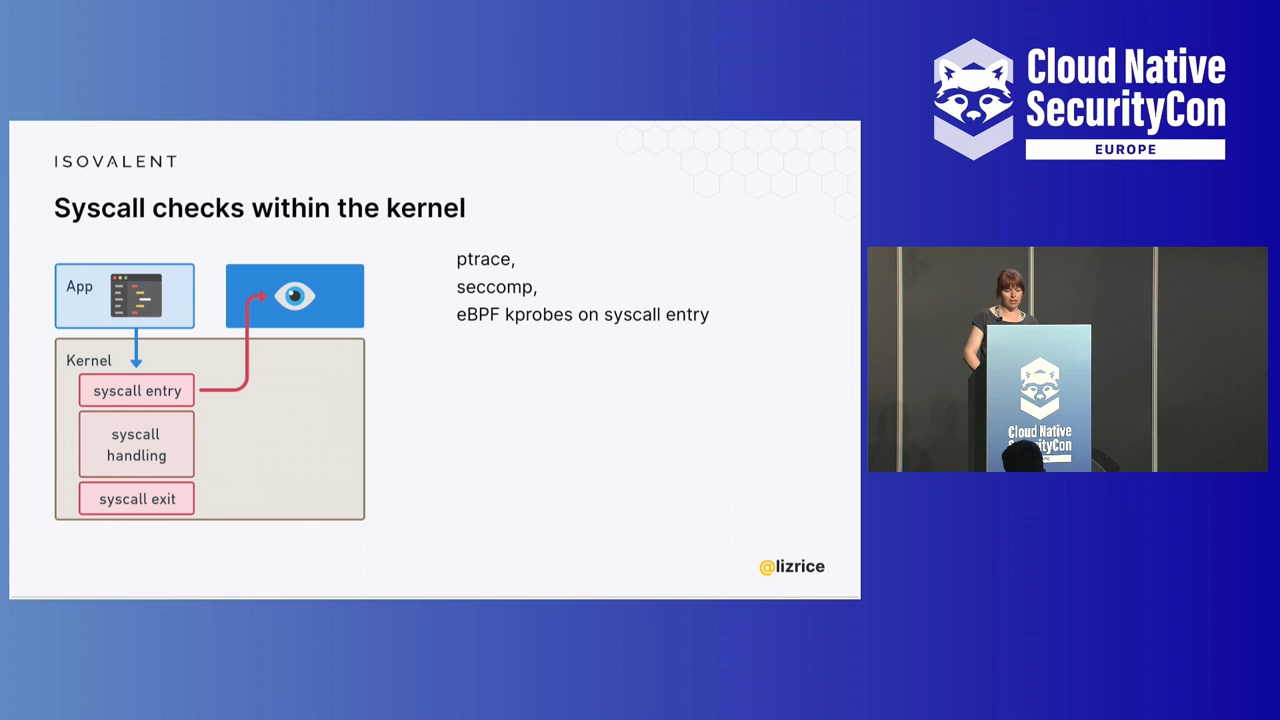 Cloud Native
SecurityCon
EUROPE
ISOVALENT
Syscall checks within the kernel
App
Kernel
syscall entry
syscall
handling
syscall exit
ptrace,
seccomp,
eBPF kprobes on syscall entry
@lizrice
Cloud Native